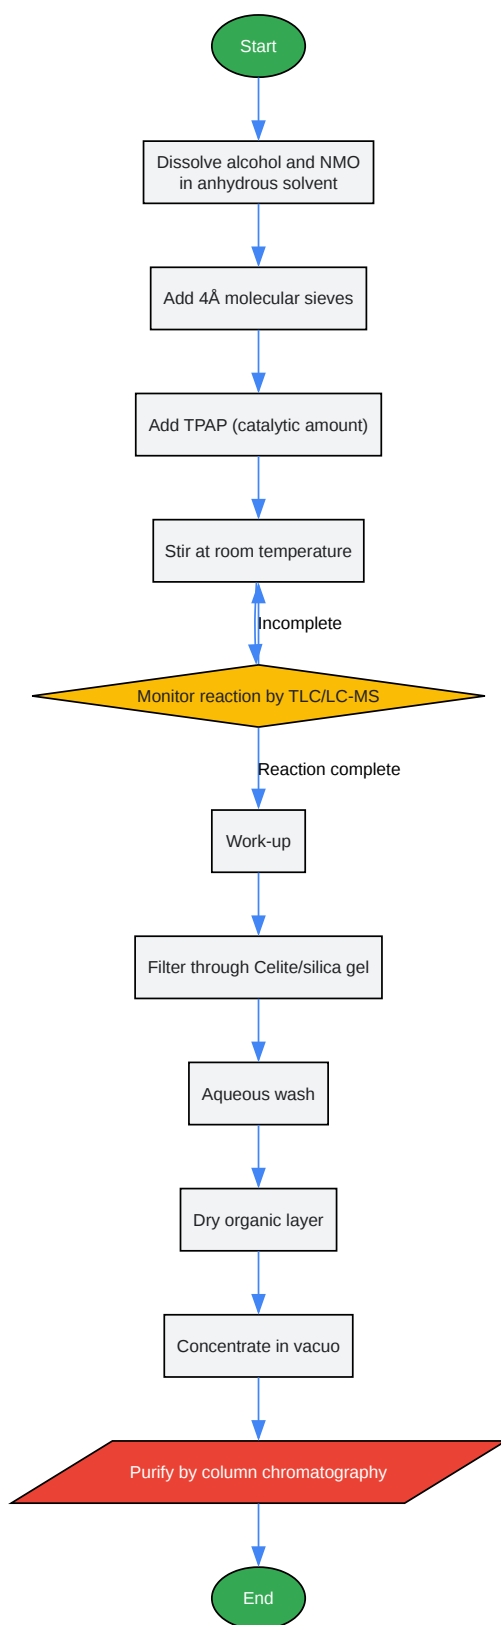 Start
Dissolve alcohol and NMO
in anhydrous solvent
Add 4Å molecular sieves
Add TPAP (catalytic amount)
Stir at room temperature
Incomplete
Monitor reaction by TLC/LC-MS
Reaction complete
Work-up
Filter through Celite/silica gel
Aqueous wash
Dry organic layer
Concentrate in vacuo
Purify by column chromatography
End